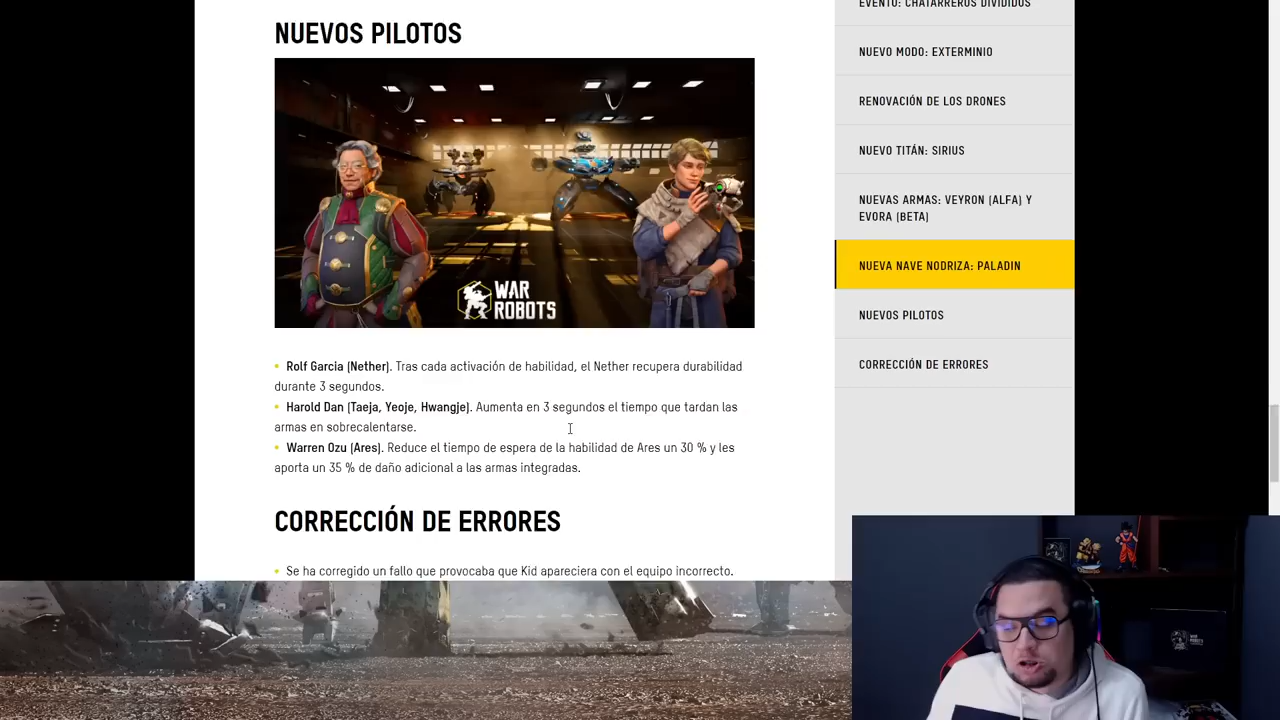 NUEVOS PILOTOS
WAR
ROBOTS
• Rolf Garcia (Nether). Tras cada activación de habilidad, el Nether recupera durabilidad
durante 3 segundos.
• Harold Dan (Taeja, Yeoje, Hwangje). Aumenta en 3 segundos el tiempo que tardan las
armas en sobrecalentarse.
• Warren Ozu (Ares). Reduce el tiempo de espera de la habilidad de Ares un 30 % y les
aporta un 35 % de daño adicional a las armas integradas.
CORRECCIÓN DE ERRORES
• Se ha corregido un fallo que provocaba que Kid apareciera con el equipo incorrecto.
EVENTO: CHATARREROS DIVIDIDOS
NUEVO MODO: EXTERMINIO
RENOVACIÓN DE LOS DRONES
NUEVO TITÁN: SIRIUS
NUEVAS ARMAS: VEYRON (ALFA) Y
EVORA (BETA)
NUEVA NAVE NODRIZA: PALADIN
NUEVOS PILOTOS
CORRECCIÓN DE ERRORES